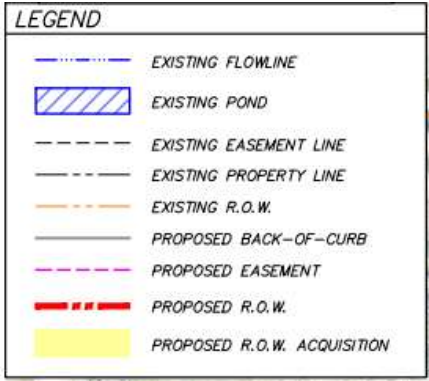 LEGEND
EXISTING FLOWLINE
EXISTING POND
EXISTING EASEMENT LINE
EXISTING PROPERTY LINE
EXISTING R.O.W.
PROPOSED BACK-OF-CURB
PROPOSED EASEMENT
PROPOSED R.O.W.
PROPOSED R.O.W. ACQUISITION